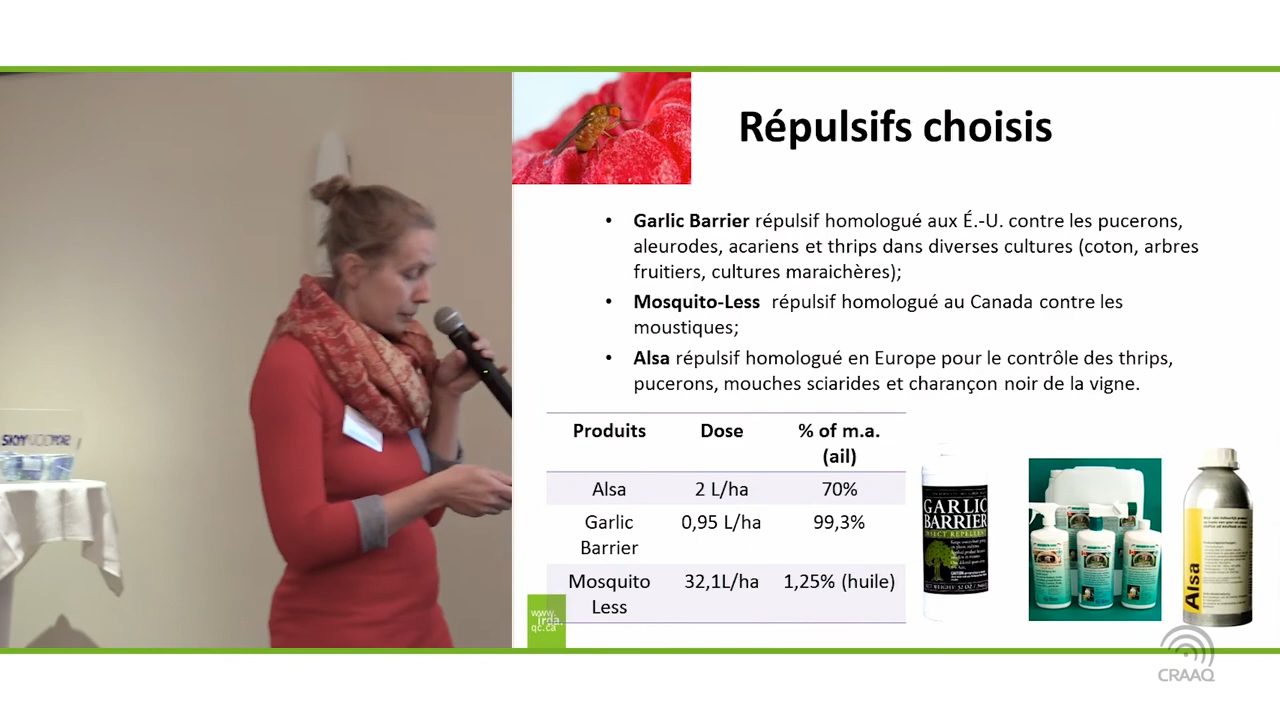 Répulsifs choisis
• Garlic Barrier répulsif homologué aux É.-U. contre les pucerons,
aleurodes, acariens et thrips dans diverses cultures (coton, arbres
fruitiers, cultures maraichères);
• Mosquito-Less répulsif homologué au Canada contre les
moustiques;
• Alsa répulsif homologué en Europe pour le contrôle des thrips,
pucerons, mouches sciarides et charançon noir de la vigne.
Produits Dose % of m.a.
(ail)
Alsa 2 L/ha 70%
Garlic 0,95 L/ha 99,3%
Barrier
Mosquito 32,1L/ha 1,25% (huile)
Less
www.
irda.
qc.ca
GARLIC
BARRIER
INSECT REPELLENT
Alsa
CRAAQ